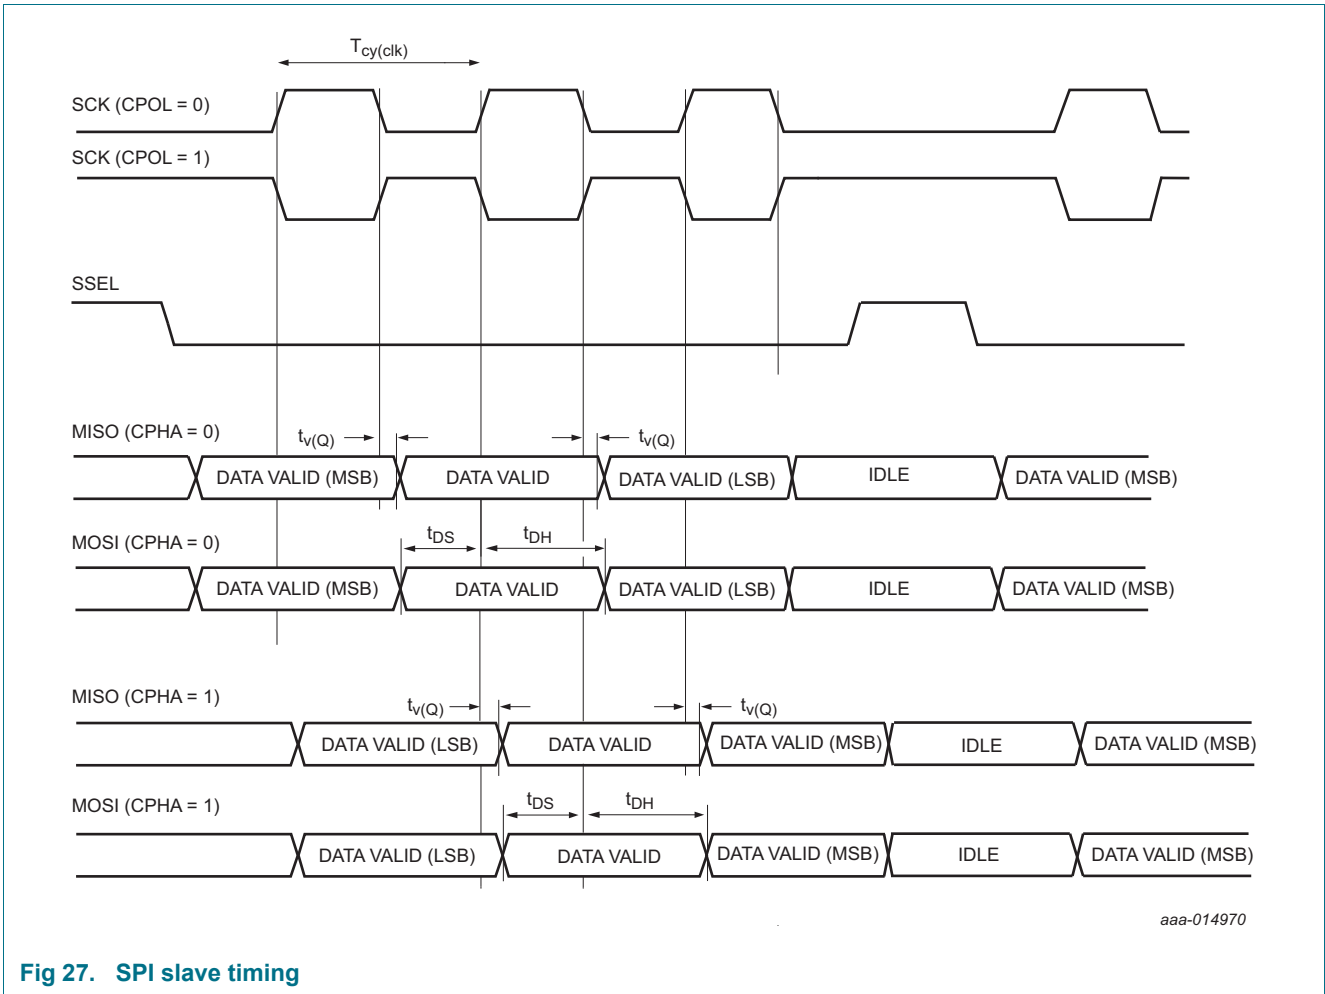 Tcy(clk)
SCK (CPOL = 0)
SCK (CPOL = 1)
SSEL
MISO (CPHA = 0)
tv(Q) tv(Q)
DATA VALID (MSB) DATA VALID DATA VALID (LSB) IDLE DATA VALID (MSB)
tDS tDH
MOSI (CPHA = 0)
DATA VALID (MSB) DATA VALID DATA VALID (LSB) IDLE DATA VALID (MSB)
MISO (CPHA = 1)
tv(Q) tv(Q)
DATA VALID (LSB) DATA VALID DATA VALID (MSB) IDLE DATA VALID (MSB)
tDS tDH
MOSI (CPHA = 1)
DATA VALID (LSB) DATA VALID DATA VALID (MSB) IDLE DATA VALID (MSB)
aaa-014970
Fig 27. SPI slave timing